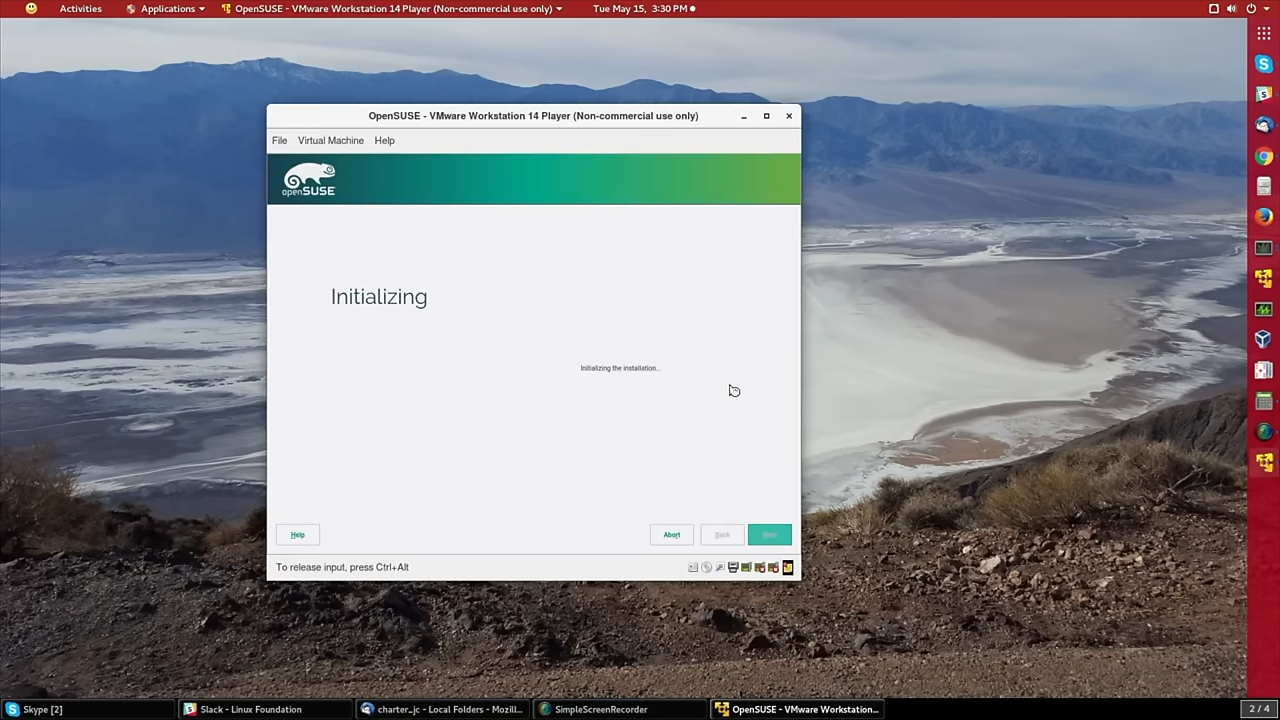 Activities
Applications
OpenSUSE - VMware Workstation 14 Player (Non-commercial use only)
Tue May 15, 3:30 PM
OpenSUSE - VMware Workstation 14 Player (Non-commercial use only)
File Virtual Machine Help
openSUSE
Initializing
Initializing the installation...
Help
Abort
Back
Next
To release input, press Ctrl+Alt
Skype [2]
Slack - Linux Foundation
charter_jc - Local Folders - Mozill...
SimpleScreenRecorder
OpenSUSE - VMware Workstation...
2 / 4